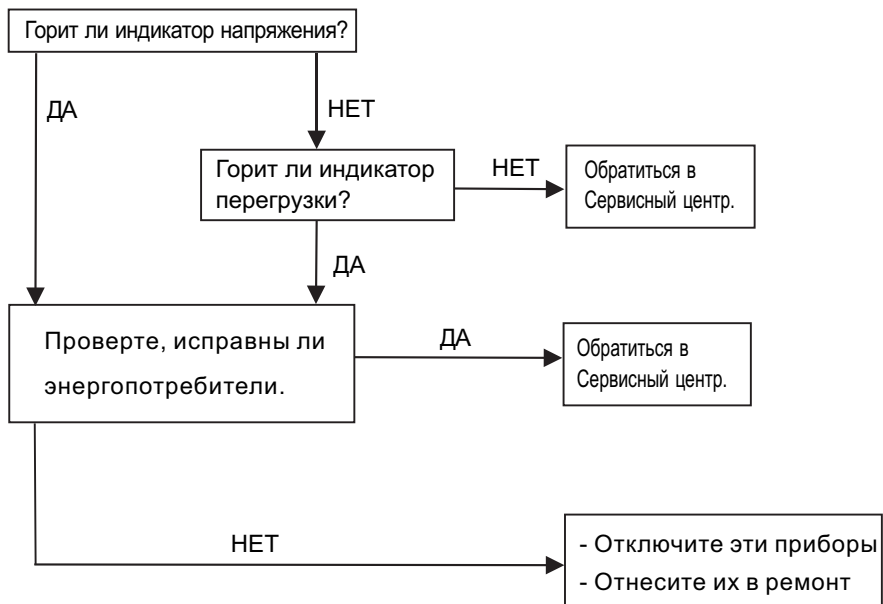 Горит ли индикатор напряжения?
ДА
НЕТ
Горит ли индикатор
перегрузки?
НЕТ
Обратиться в
Сервисный центр.
ДА
Проверте, исправны ли
энергопотребители.
ДА
Обратиться в
Сервисный центр.
НЕТ
- Отключите эти приборы
- Отнесите их в ремонт